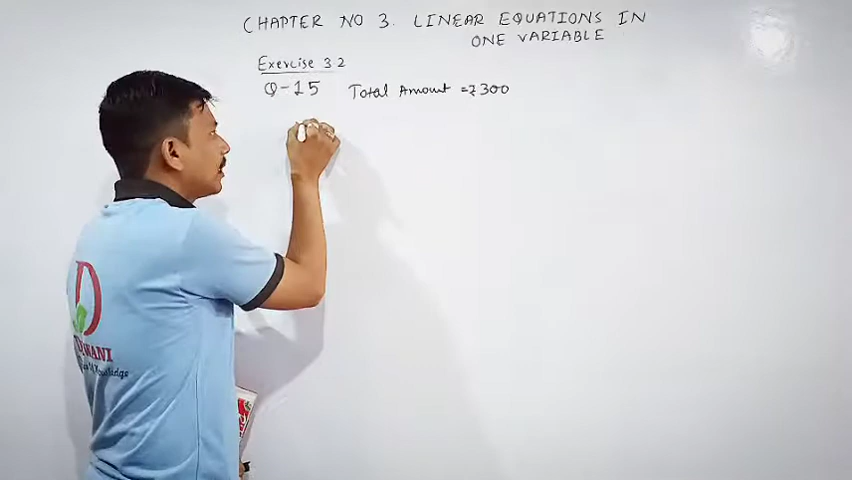 CHAPTER NO 3. LINEAR EQUATIONS IN
ONE VARIABLE
Exercise 3.2
Q-15 Total Amount = ₹300